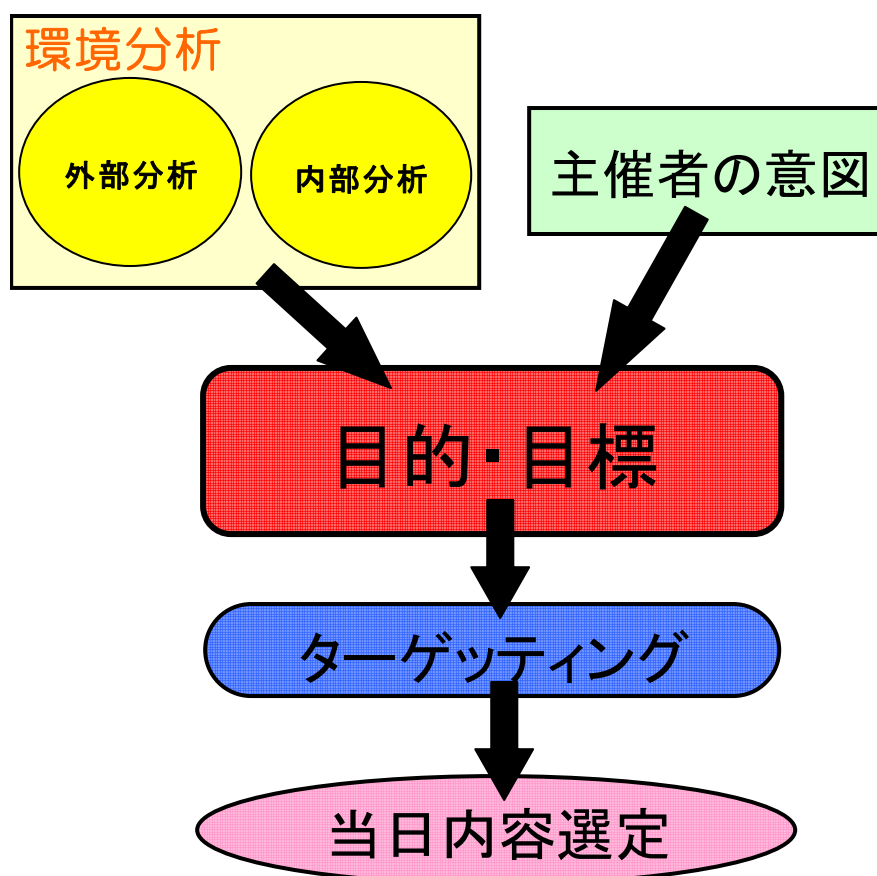 環境分析
外部分析
内部分析
主催者の意図
目的・目標
ターゲッティング
当日内容選定